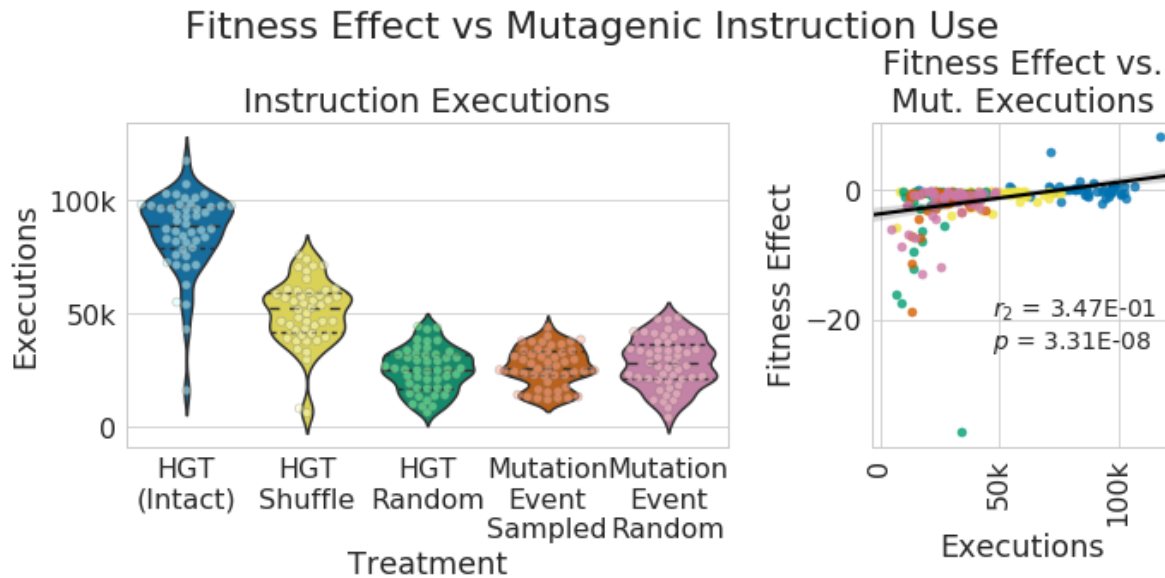 Fitness Effect vs Mutagenic Instruction Use
Instruction Executions
Executions
100k
50k
0
HGT
(Intact)
HGT
Shuffle
HGT
Random
Mutation
Event
Sampled
Mutation
Event
Random
Treatment
Fitness Effect vs.
Mut. Executions
Fitness Effect
0
−20
r₂ = 3.47E-01
p = 3.31E-08
0
50k
100k
Executions